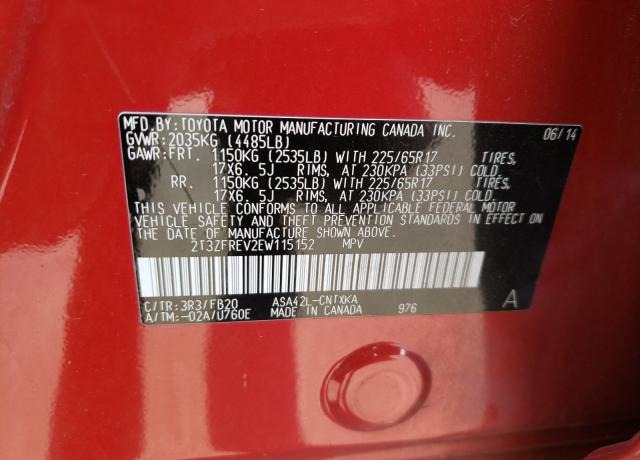 MFD.BY:TOYOTA MOTOR MANUFACTURING CANADA INC. 06/14
GVWR:2035KG (4485LB)
GAWR:FRT. 1150KG (2535LB) WITH 225/65R17 TIRES,
17X6.5J RIMS, AT 230KPA (33PSI) COLD.
RR. 1150KG (2535LB) WITH 225/65R17 TIRES,
17X6.5J RIMS, AT 230KPA (33PSI) COLD.
THIS VEHICLE CONFORMS TO ALL APPLICABLE FEDERAL MOTOR
VEHICLE SAFETY AND THEFT PREVENTION STANDARDS IN EFFECT ON
THE DATE OF MANUFACTURE SHOWN ABOVE.
2T3ZFREV2EW115152 MPV
C/TR:3R3/FB20 ASA42L-CNTXKA A
A/TM:-02A/U760E MADE IN CANADA 976